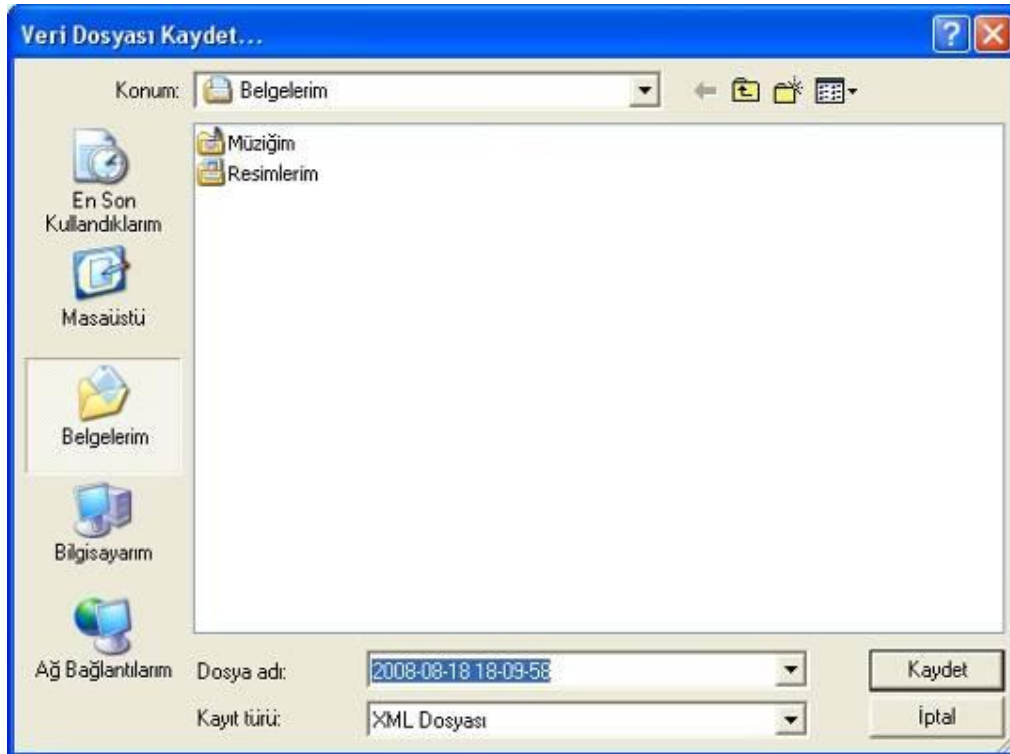 Veri Dosyası Kaydet...
Konum:
Belgelerim
Müziğim
Resimlerim
En Son
Kullandıklarım
Masaüstü
Belgelerim
Bilgisayarım
Ağ Bağlantılarım
Dosya adı:
2008-08-18 18-09-58
Kaydet
Kayıt türü:
XML Dosyası
İptal